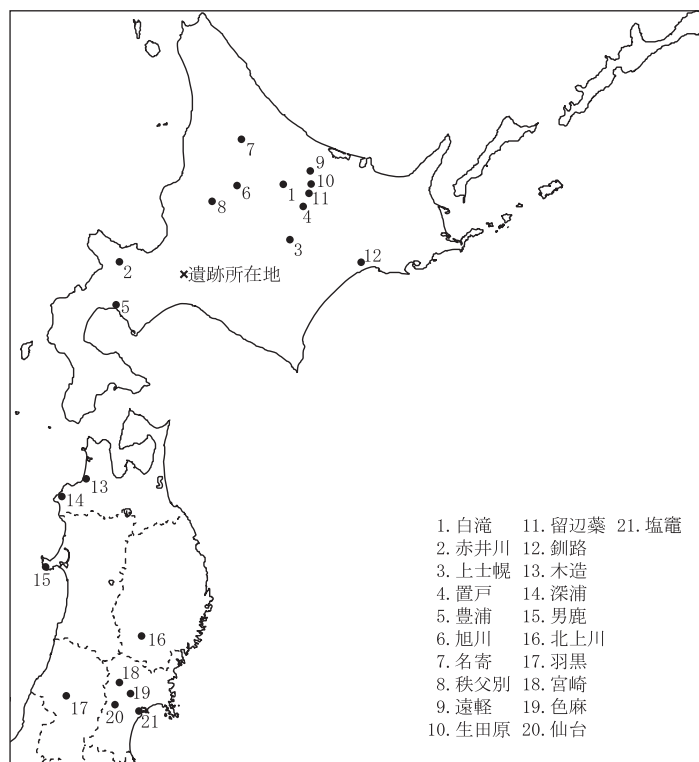 7
9
10
1
6
11
8
4
3
2
12
×遺跡所在地
5
13
14
15
16
18
19
17
20
21
1. 白滝 11. 留辺蘂 21. 塩竈
2. 赤井川 12. 釧路
3. 上士幌 13. 木造
4. 置戸 14. 深浦
5. 豊浦 15. 男鹿
6. 旭川 16. 北上川
7. 名寄 17. 羽黒
8. 秩父別 18. 宮崎
9. 遠軽 19. 色麻
10. 生田原 20. 仙台